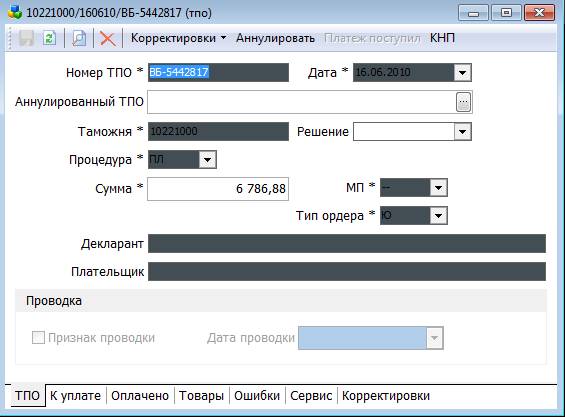 10221000/160610/ВБ-5442817 (тпо)
Корректировки Аннулировать Платеж поступил КНП
Номер ТПО * ВБ-5442817 Дата * 16.06.2010
Аннулированный ТПО ...
Таможня * 10221000 Решение
Процедура * ПЛ
Сумма * 6 786,88 МП * --
Тип ордера * Ю
Декларант
Плательщик
Проводка
Признак проводки Дата проводки
ТПО К уплате Оплачено Товары Ошибки Сервис Корректировки